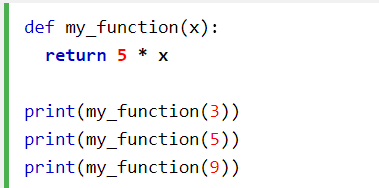 def my_function(x):
  return 5 * x

print(my_function(3))
print(my_function(5))
print(my_function(9))